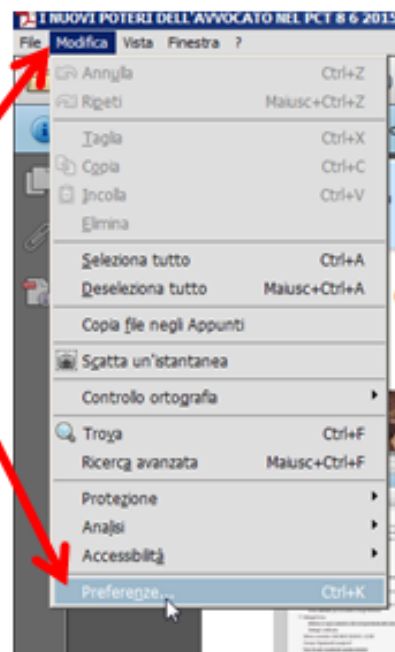 I NUOVI POTERI DELL'AVVOCATO NEL PCT 8 6 2015
File Modifica Vista Finestra ?
Annulla Ctrl+Z
Ripeti Maiusc+Ctrl+Z
Taglia Ctrl+X
Copia Ctrl+C
Incolla Ctrl+V
Elimina
Seleziona tutto Ctrl+A
Deseleziona tutto Maiusc+Ctrl+A
Copia file negli Appunti
Scatta un'istantanea
Controllo ortografia
Trova Ctrl+F
Ricerca avanzata Maiusc+Ctrl+F
Protezione
Analisi
Accessibilità
Preferenze... Ctrl+K